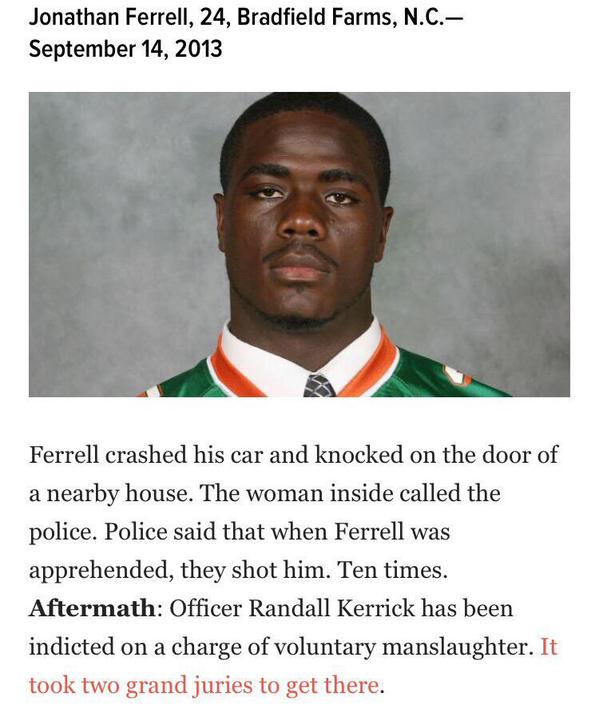 Jonathan Ferrell, 24, Bradfield Farms, N.C.—
September 14, 2013
Ferrell crashed his car and knocked on the door of
a nearby house. The woman inside called the
police. Police said that when Ferrell was
apprehended, they shot him. Ten times.
Aftermath: Officer Randall Kerrick has been
indicted on a charge of voluntary manslaughter. It
took two grand juries to get there.